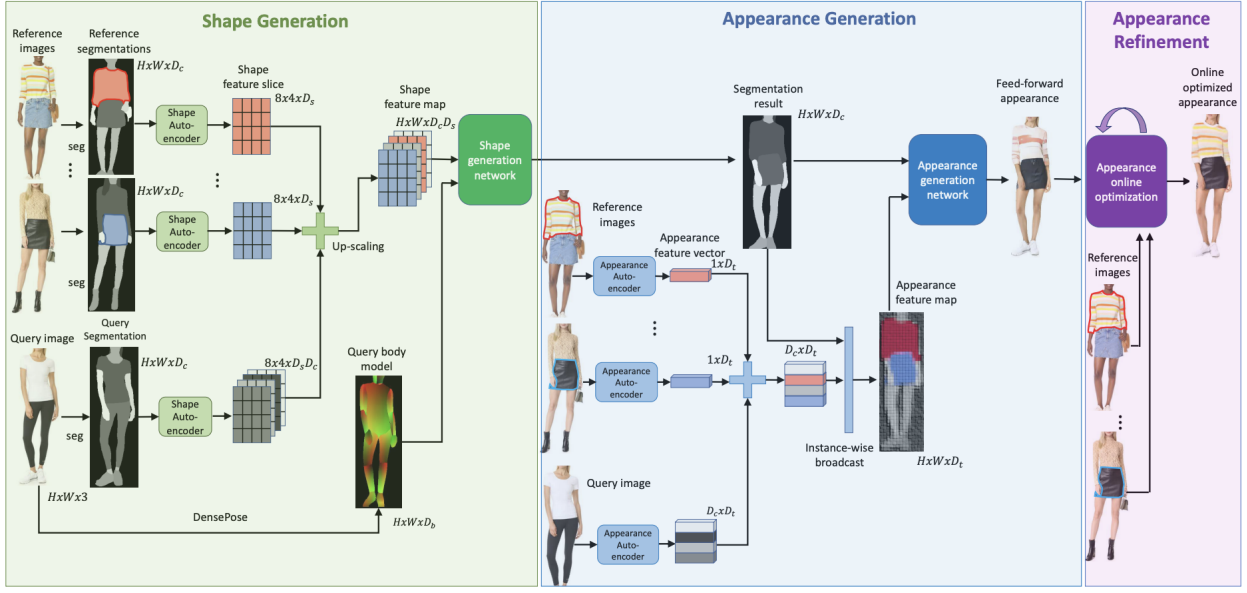 Shape Generation
Reference
images
Reference
segmentations
HxWxD_c
Shape
feature slice
8x4xD_s
Shape
Auto-
encoder
seg
HxWxD_c
8x4xD_s
Shape
Auto-
encoder
seg
Shape
feature map
HxWxD_cD_s
Shape
generation
network
Up-scaling
Query image
Query
Segmentation
HxWxD_c
8x4xD_sD_c
Shape
Auto-
encoder
seg
HxWx3
Query body
model
DensePose
HxWxD_b
Appearance Generation
Segmentation
result
HxWxD_c
Feed-forward
appearance
Appearance
generation
network
Reference
images
Appearance
feature vector
1xD_t
Appearance
Auto-
encoder
1xD_t
Appearance
Auto-
encoder
D_cxD_t
Appearance
feature map
Instance-wise
broadcast
HxWxD_t
Query image
D_cxD_t
Appearance
Auto-
encoder
Appearance
Refinement
Online
optimized
appearance
Appearance
online
optimization
Reference
images